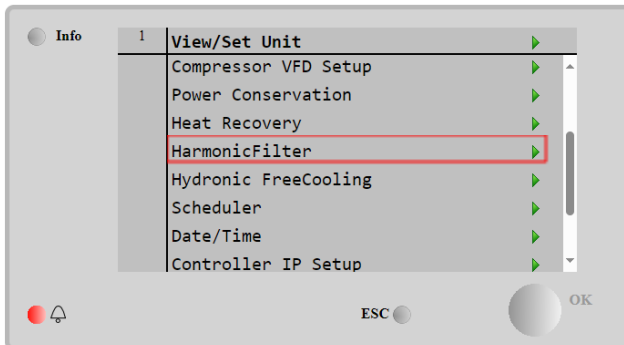 Info
1 View/Set Unit
Compressor VFD Setup
Power Conservation
Heat Recovery
HarmonicFilter
Hydronic FreeCooling
Scheduler
Date/Time
Controller IP Setup
ESC
OK